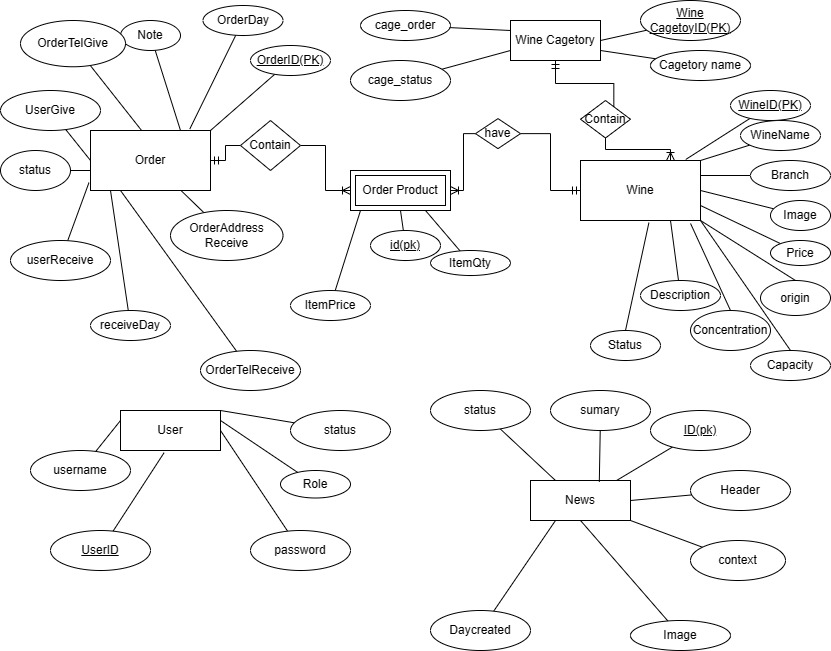 OrderDay
cage_order
Wine
CagetoyID(PK)
OrderTelGive
Note
Wine Cagetory
OrderID(PK)
Cagetory name
cage_status
UserGive
WineID(PK)
Contain
WineName
have
Contain
Order
status
Branch
Order Product
Wine
Image
OrderAddress
Receive
id(pk)
Price
userReceive
ItemQty
Description
origin
ItemPrice
receiveDay
Concentration
Status
Capacity
OrderTelReceive
status
sumary
User
status
ID(pk)
username
Role
Header
News
UserID
password
context
Daycreated
Image